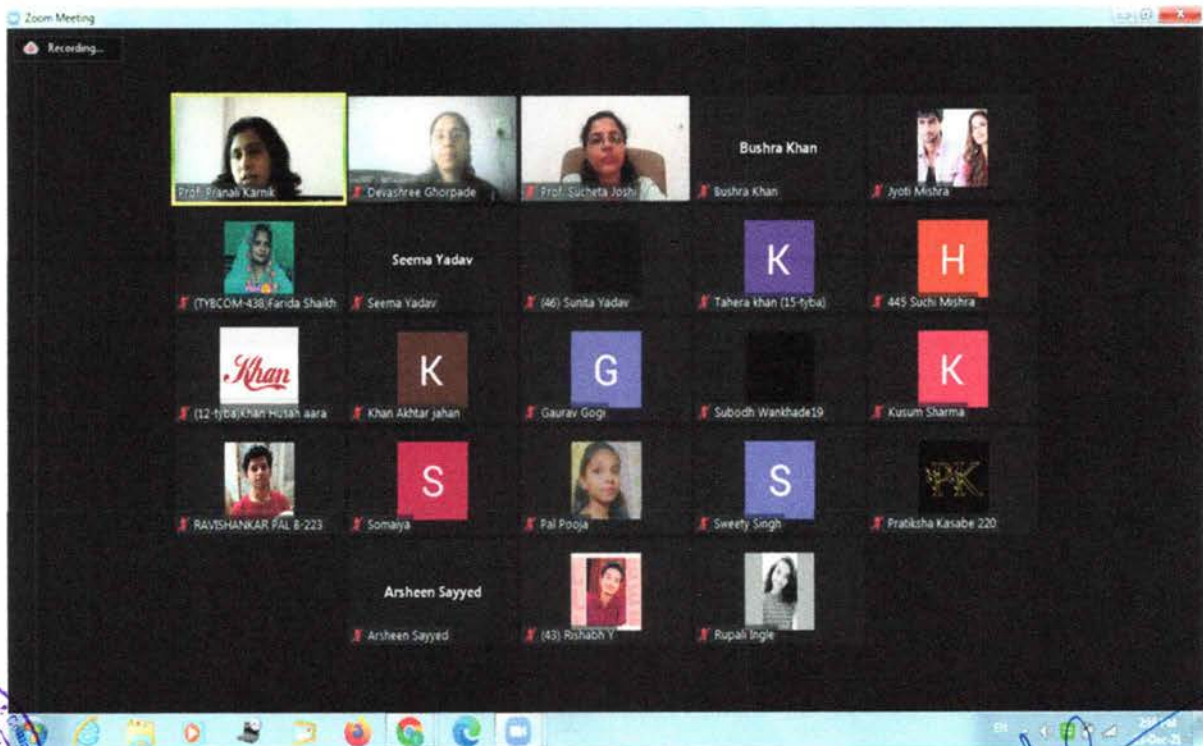 Zoom Meeting
Recording...
Prof. Pranali Karnik
Devashree Ghorpade
Prof. Sucheta Joshi
Bushra Khan
Bushra Khan
Jyoti Mishra
(TYBCOM-438)Farida Shaikh
Seema Yadav
Seema Yadav
(46) Sunita Yadav
K
Tahera khan (15-tyba)
H
445 Suchi Mishra
Khan
(12-tyba)Khan Husan aara
K
Khan Akhtar jahan
G
Gaurav Gogi
Subodh Wankhade19
K
Kusum Sharma
RAVISHANKAR PAL B-223
S
Somaiya
Pal Pooja
S
Sweety Singh
PK
Pratiksha Kasabe 220
Arsheen Sayyed
Arsheen Sayyed
(43) Rishabh Y
Rupali Ingle
EN